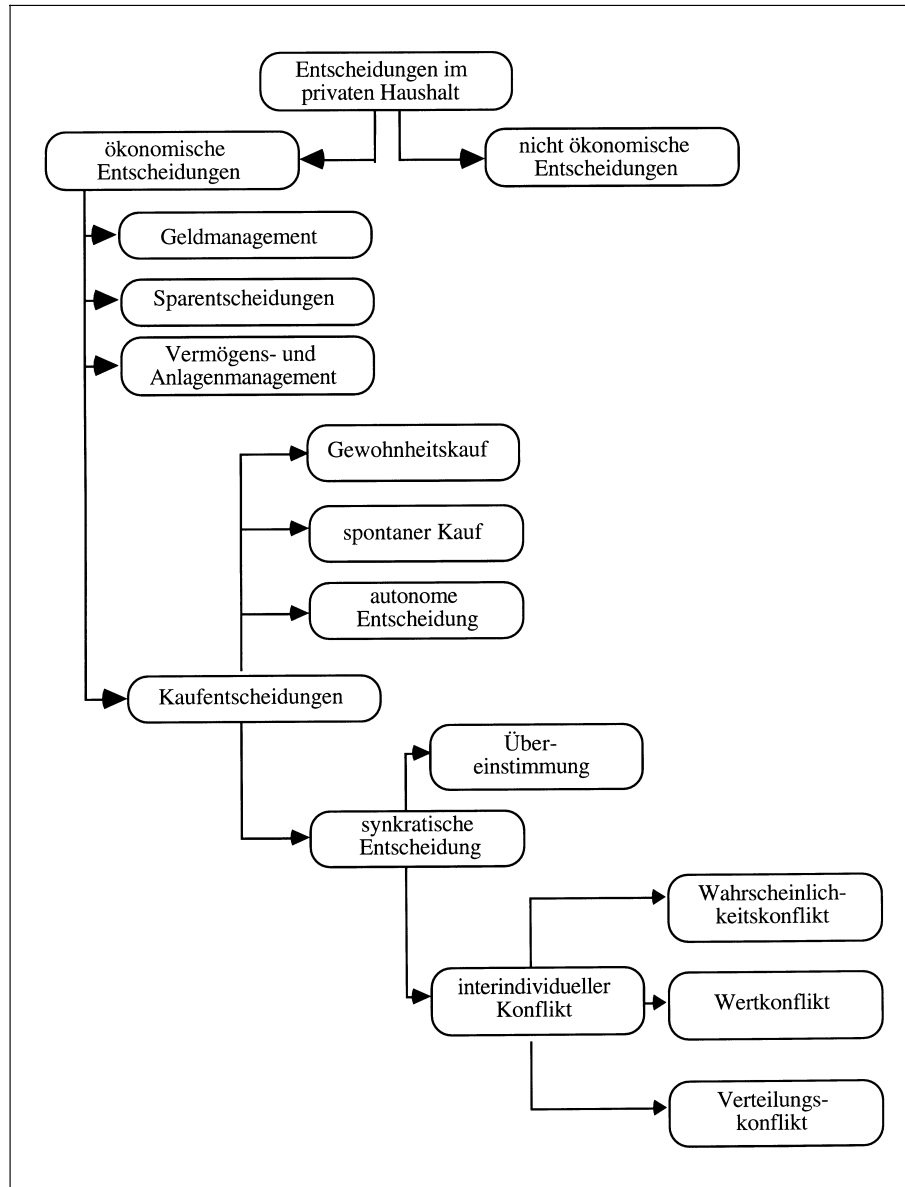 Entscheidungen im
privaten Haushalt
ökonomische
Entscheidungen
nicht ökonomische
Entscheidungen
Geldmanagement
Sparentscheidungen
Vermögens- und
Anlagenmanagement
Gewohnheitskauf
spontaner Kauf
autonome
Entscheidung
Kaufentscheidungen
Über-
einstimmung
synkratische
Entscheidung
Wahrscheinlich-
keitskonflikt
interindividueller
Konflikt
Wertkonflikt
Verteilungs-
konflikt